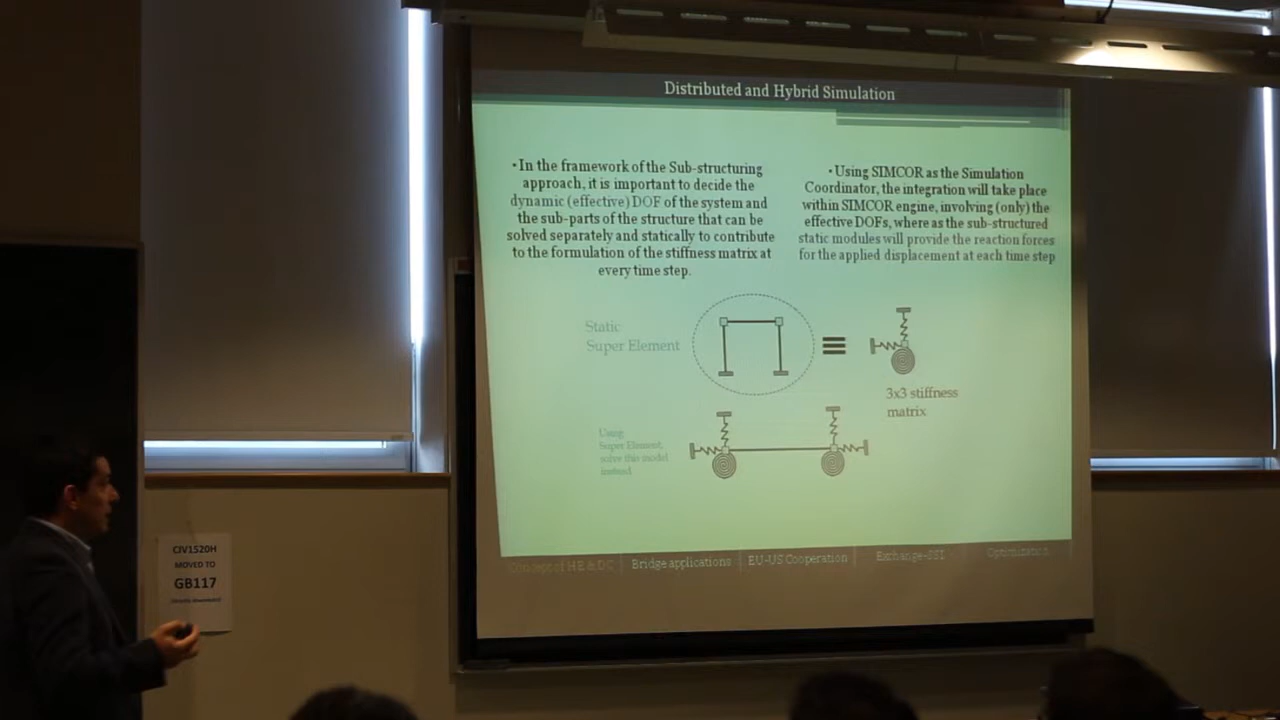 Distributed and Hybrid Simulation
•In the framework of the Sub-structuring
approach, it is important to decide the
dynamic (effective) DOF of the system and
the sub-parts of the structure that can be
solved separately and statically to contribute
to the formulation of the stiffness matrix at
every time step.
•Using SIMCOR as the Simulation
Coordinator, the integration will take place
within SIMCOR engine, involving (only) the
effective DOFs, where as the sub-structured
static modules will provide the reaction forces
for the applied displacement at each time step
Static
Super Element
3x3 stiffness
matrix
Using
Super Element,
solve this model
instead
Concept of HE & DC
Bridge applications
EU-US Cooperation
Exchange-SSI
Optimization
CIV1520H
MOVED TO
GB117